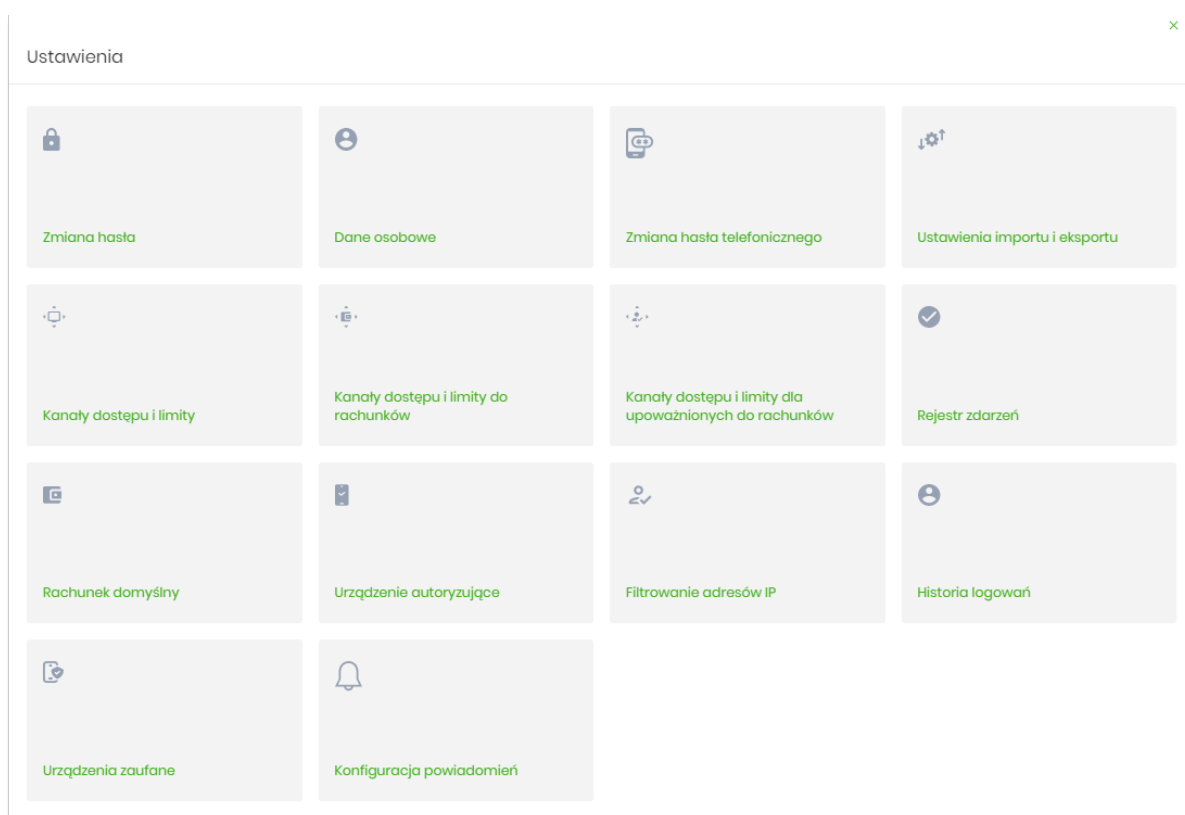 Ustawienia
Zmiana hasła
Dane osobowe
Zmiana hasła telefonicznego
Ustawienia importu i eksportu
Kanały dostępu i limity
Kanały dostępu i limity do
rachunków
Kanały dostępu i limity dla
upoważnionych do rachunków
Rejestr zdarzeń
Rachunek domyślny
Urządzenie autoryzujące
Filtrowanie adresów IP
Historia logowań
Urządzenia zaufane
Konfiguracja powiadomień